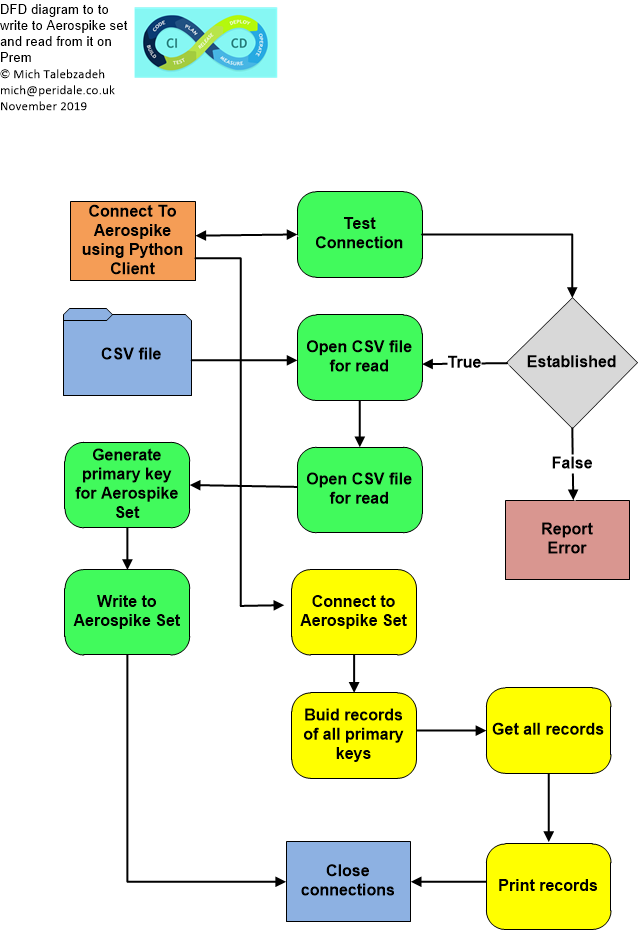 DFD diagram to to
write to Aerospike set
and read from it on
Prem
© Mich Talebzadeh
mich@peridale.co.uk
November 2019
CODE
PLAN
BUILD
TEST
CI
RELEASE
CD
DEPLOY
OPERATE
MEASURE
Connect To
Aerospike
using Python
Client
Test
Connection
CSV file
Open CSV file
for read
True
Established
False
Generate
primary key
for Aerospike
Set
Open CSV file
for read
Report
Error
Write to
Aerospike Set
Connect to
Aerospike Set
Buid records
of all primary
keys
Get all records
Close
connections
Print records